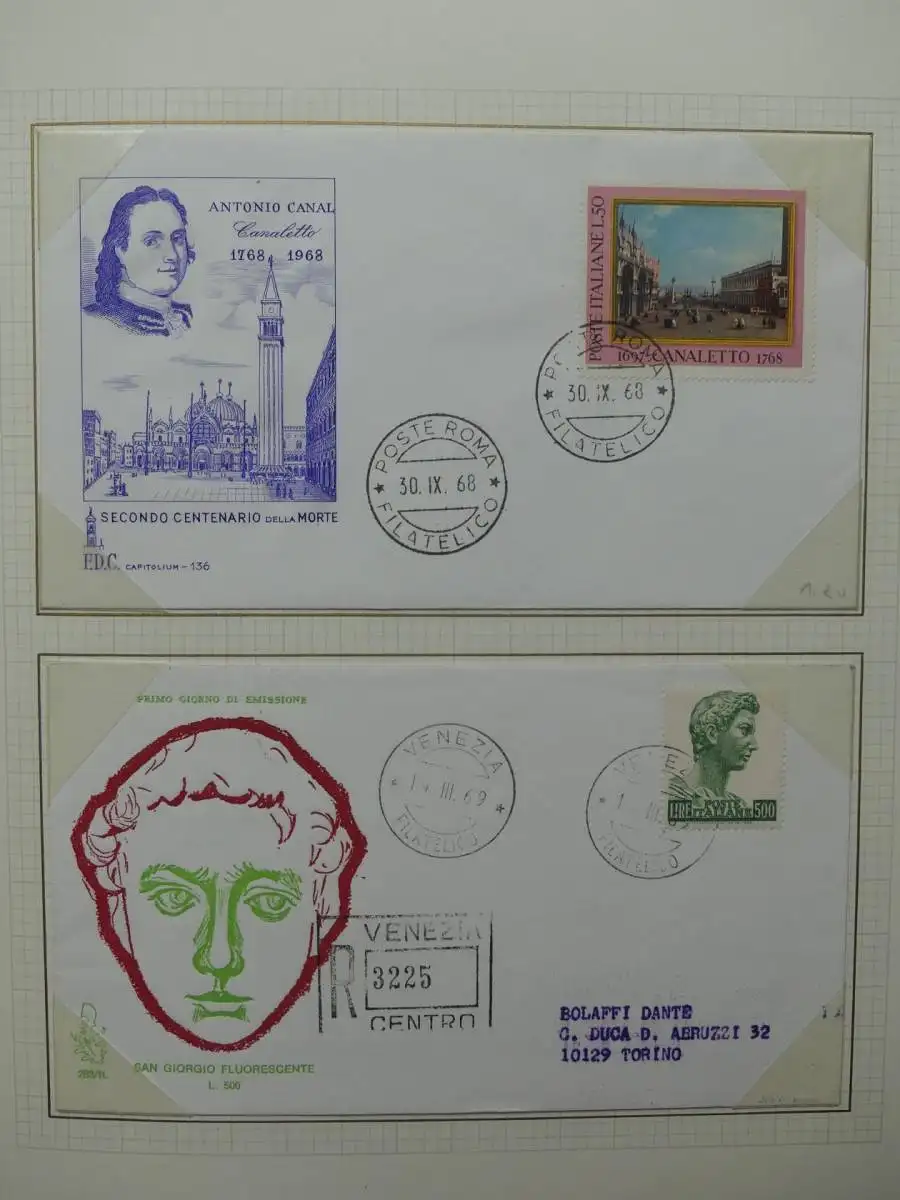 ANTONIO CANAL
Canaletto
1768 1968
SECONDO CENTENARIO DELLA MORTE
F.D.C. CAPITOLIUM - 136
POSTE ITALIANE L.50
1697-CANALETTO 1768
POSTE ROMA
30. IX. 68
FILATELICO
POSTE ROMA
30. IX. 68
FILATELICO
PRIMO GIORNO DI EMISSIONE
VENEZIA
III. 69
FILATELICO
FILATELICO
LIRE POSTE ITALIANE 500
VENEZIA
R 3225
CENTRO
BOLAFFI DANTE
C. DUCA D. ABRUZZI 32
10129 TORINO
SAN GIORGIO FLUORESCENTE
L. 500